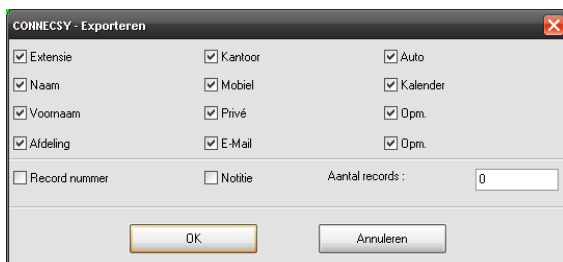 CONNECSY - Exporteren
Extensie Kantoor Auto
Naam Mobiel Kalender
Voornaam Privé Opm.
Afdeling E-Mail Opm.
Record nummer Notitie Aantal records : 0
OK Annuleren